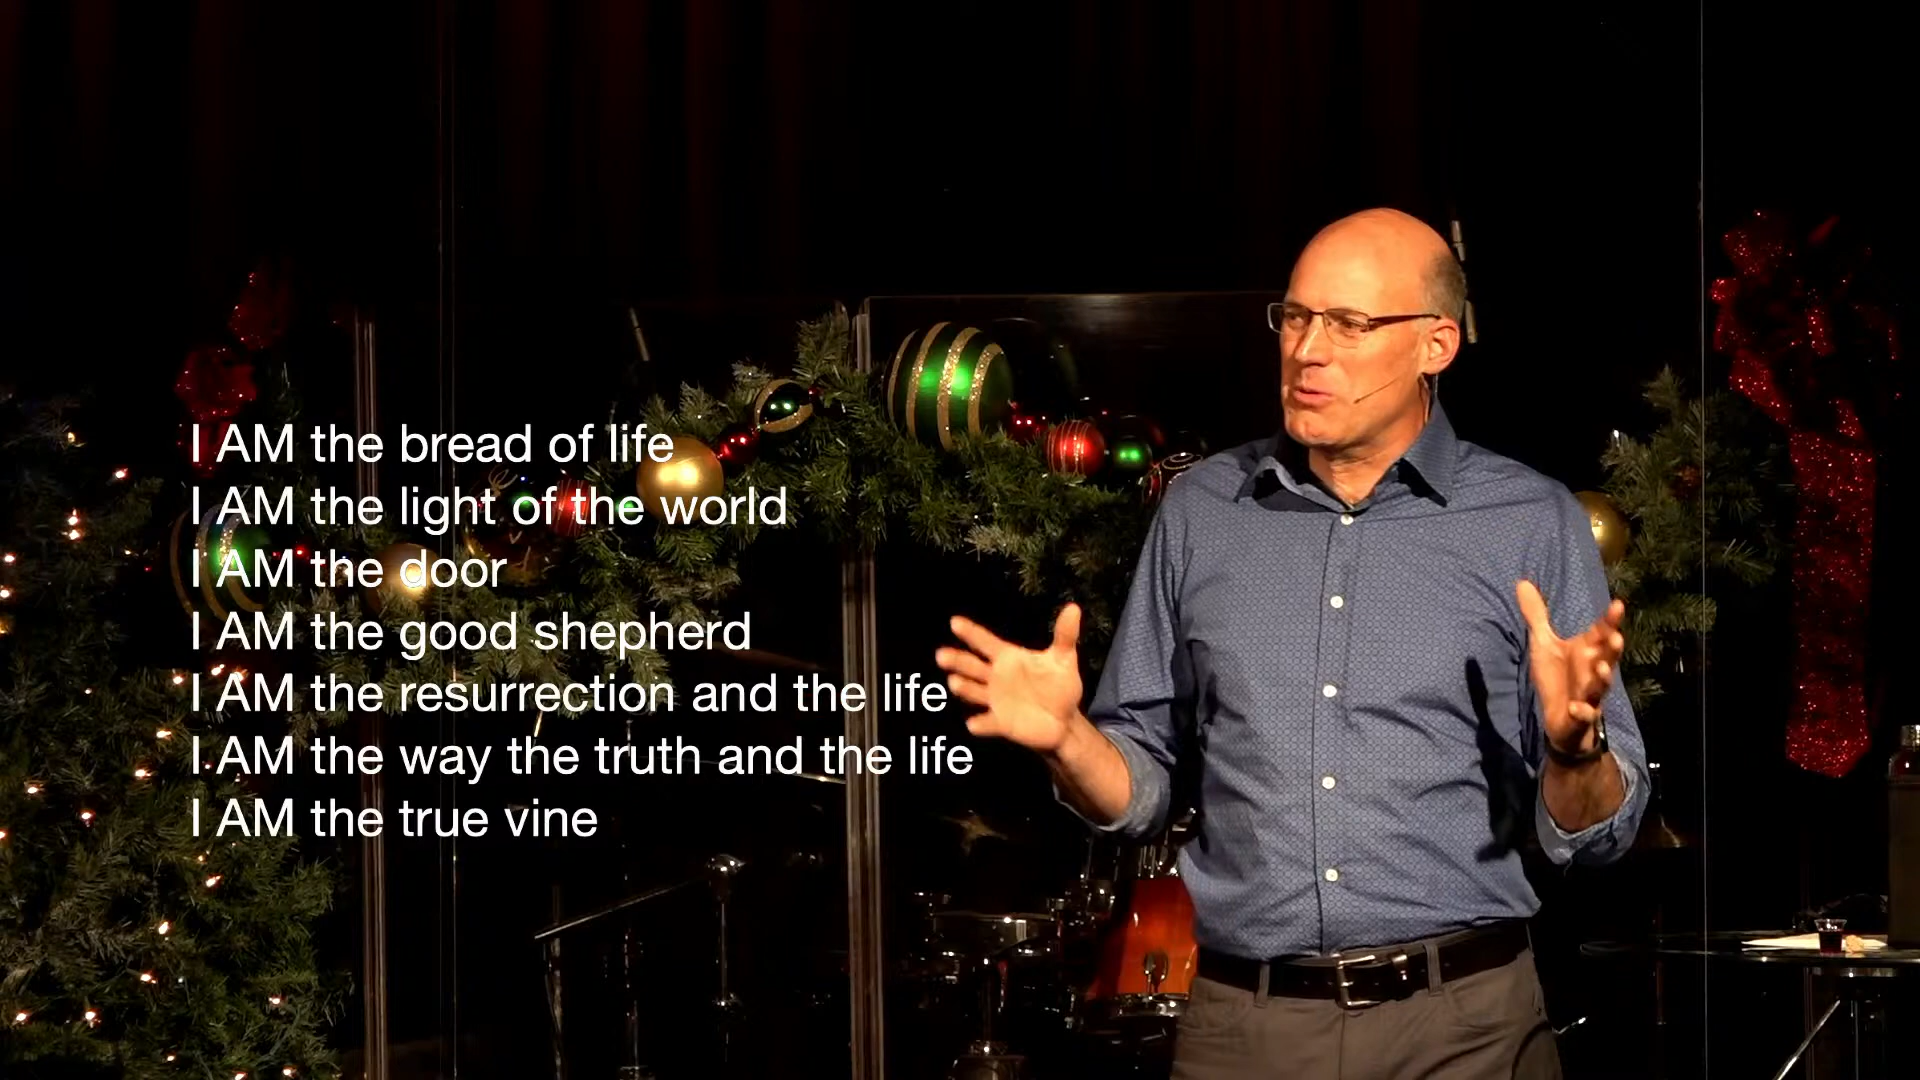 I AM the bread of life
I AM the light of the world
I AM the door
I AM the good shepherd
I AM the resurrection and the life
I AM the way the truth and the life
I AM the true vine